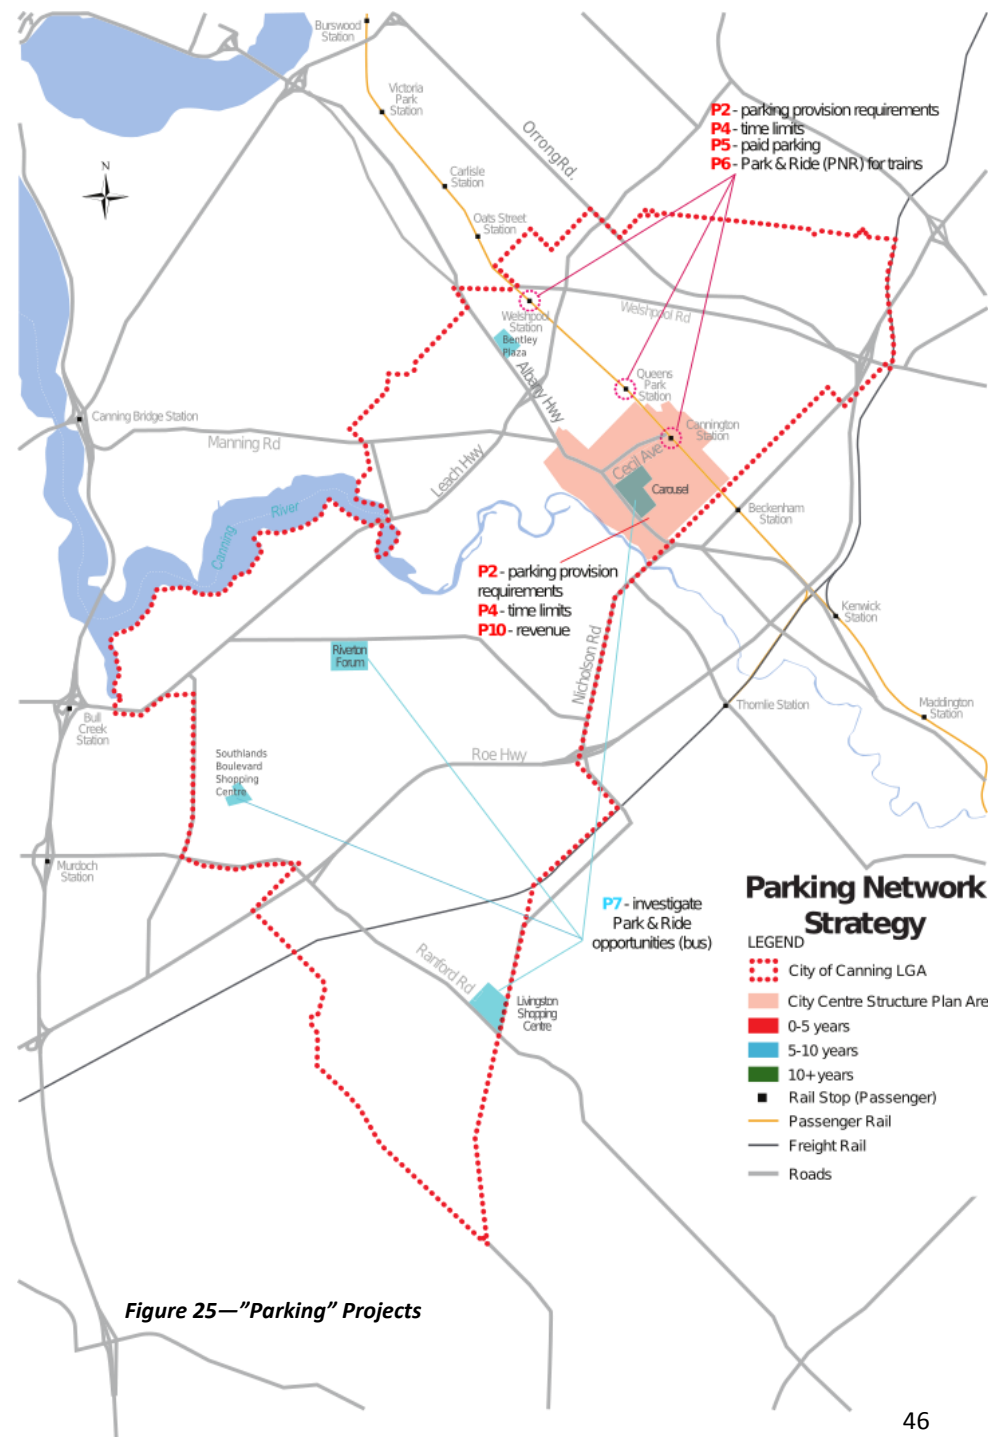 Burswood
Station
Victoria
Park
Station
Carlisle
Station
Oats Street
Station
Orrong Rd.
P2 - parking provision requirements
P4 - time limits
P5 - paid parking
P6 - Park & Ride (PNR) for trains
N
Welshpool
Station
Welshpool Rd
Bentley
Plaza
Albany Hwy
Queens
Park
Station
Canning Bridge Station
Manning Rd
Leach Hwy
Cannington
Station
Cecil Ave
Carousel
Canning
River
Beckenham
Station
P2 - parking provision
requirements
P4 - time limits
P10 - revenue
Kenwick
Station
Nicholson Rd
Riverton
Forum
Thornlie Station
Maddington
Station
Bull
Creek
Station
Roe Hwy
Southlands
Boulevard
Shopping
Centre
Murdoch
Station
P7 - investigate
Park & Ride
opportunities (bus)
Ranford Rd
Livingston
Shopping
Centre
Parking Network
Strategy
LEGEND
City of Canning LGA
City Centre Structure Plan Are
0-5 years
5-10 years
10+ years
Rail Stop (Passenger)
Passenger Rail
Freight Rail
Roads
Figure 25—”Parking” Projects
46